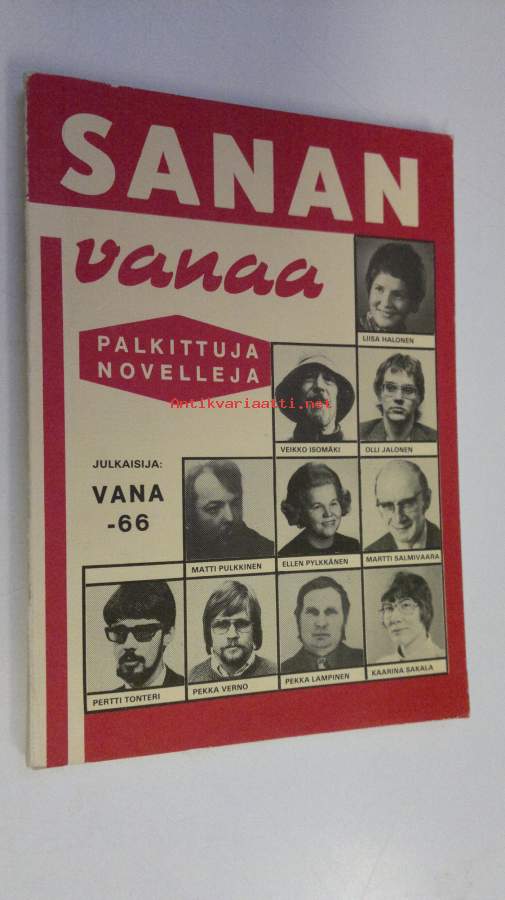 SANAN
vanaa
LIISA HALONEN
PALKITTUJA
NOVELLEJA
Antikvariaatti.net
VEIKKO ISOMÄKI
OLLI JALONEN
JULKAISIJA:
VANA
-66
MATTI PULKKINEN
ELLEN PYLKKÄNEN
MARTTI SALMIVAARA
PERTTI TONTERI
PEKKA VERNO
PEKKA LAMPINEN
KAARINA SAKALA